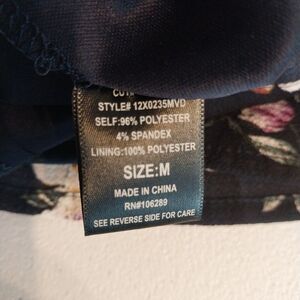 STYLE# 12X0235MVD
SELF:96% POLYESTER
4% SPANDEX
LINING:100% POLYESTER
SIZE:M
MADE IN CHINA
RN#106289
SEE REVERSE SIDE FOR CARE